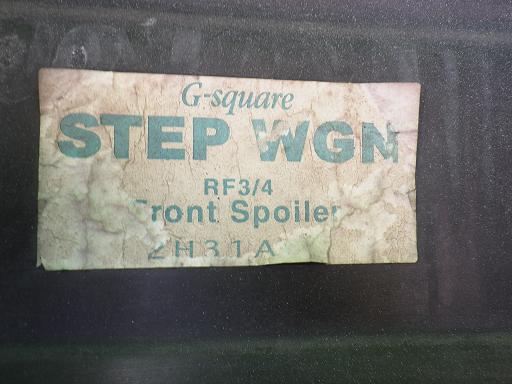 G-square
STEP WGN
RF3/4
Front Spoiler
2H31A